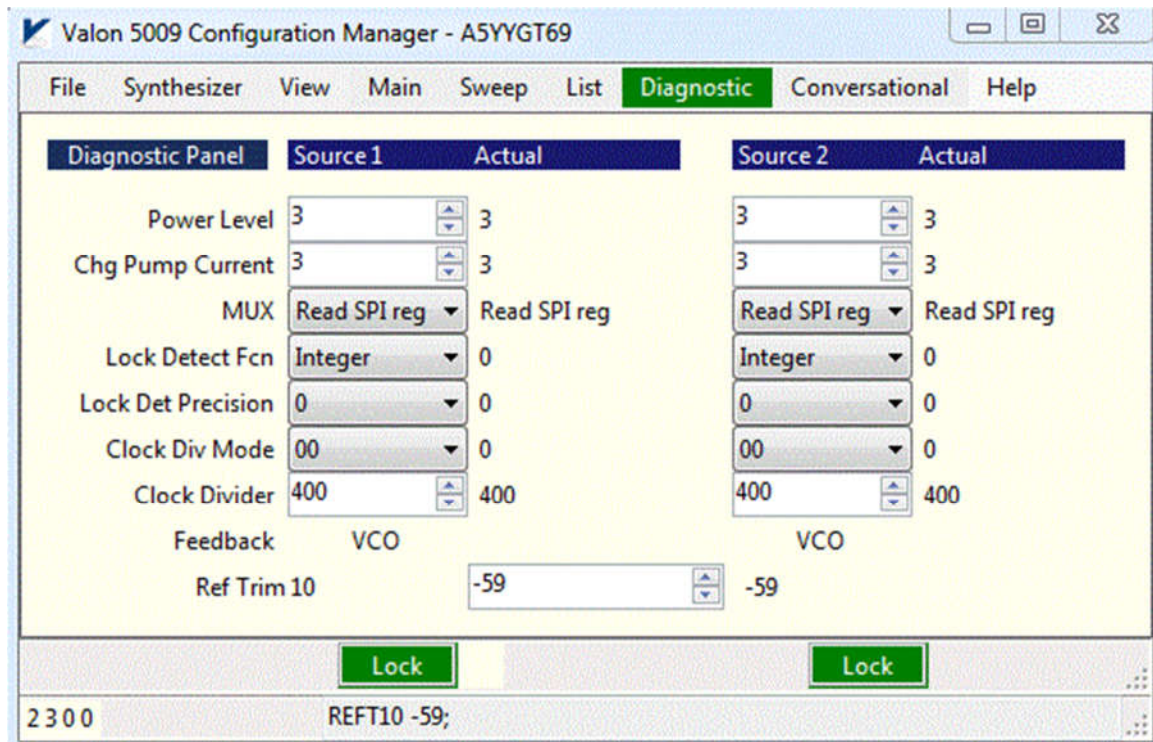 Valon 5009 Configuration Manager - A5YYGT69
File Synthesizer View Main Sweep List Diagnostic Conversational Help
Diagnostic Panel Source 1 Actual Source 2 Actual
Power Level 3 3 3 3
Chg Pump Current 3 3 3 3
MUX Read SPI reg Read SPI reg Read SPI reg Read SPI reg
Lock Detect Fcn Integer 0 Integer 0
Lock Det Precision 0 0 0 0
Clock Div Mode 00 0 00 0
Clock Divider 400 400 400 400
Feedback VCO VCO
Ref Trim 10 -59 -59
Lock Lock
2 3 0 0 REFT10 -59;